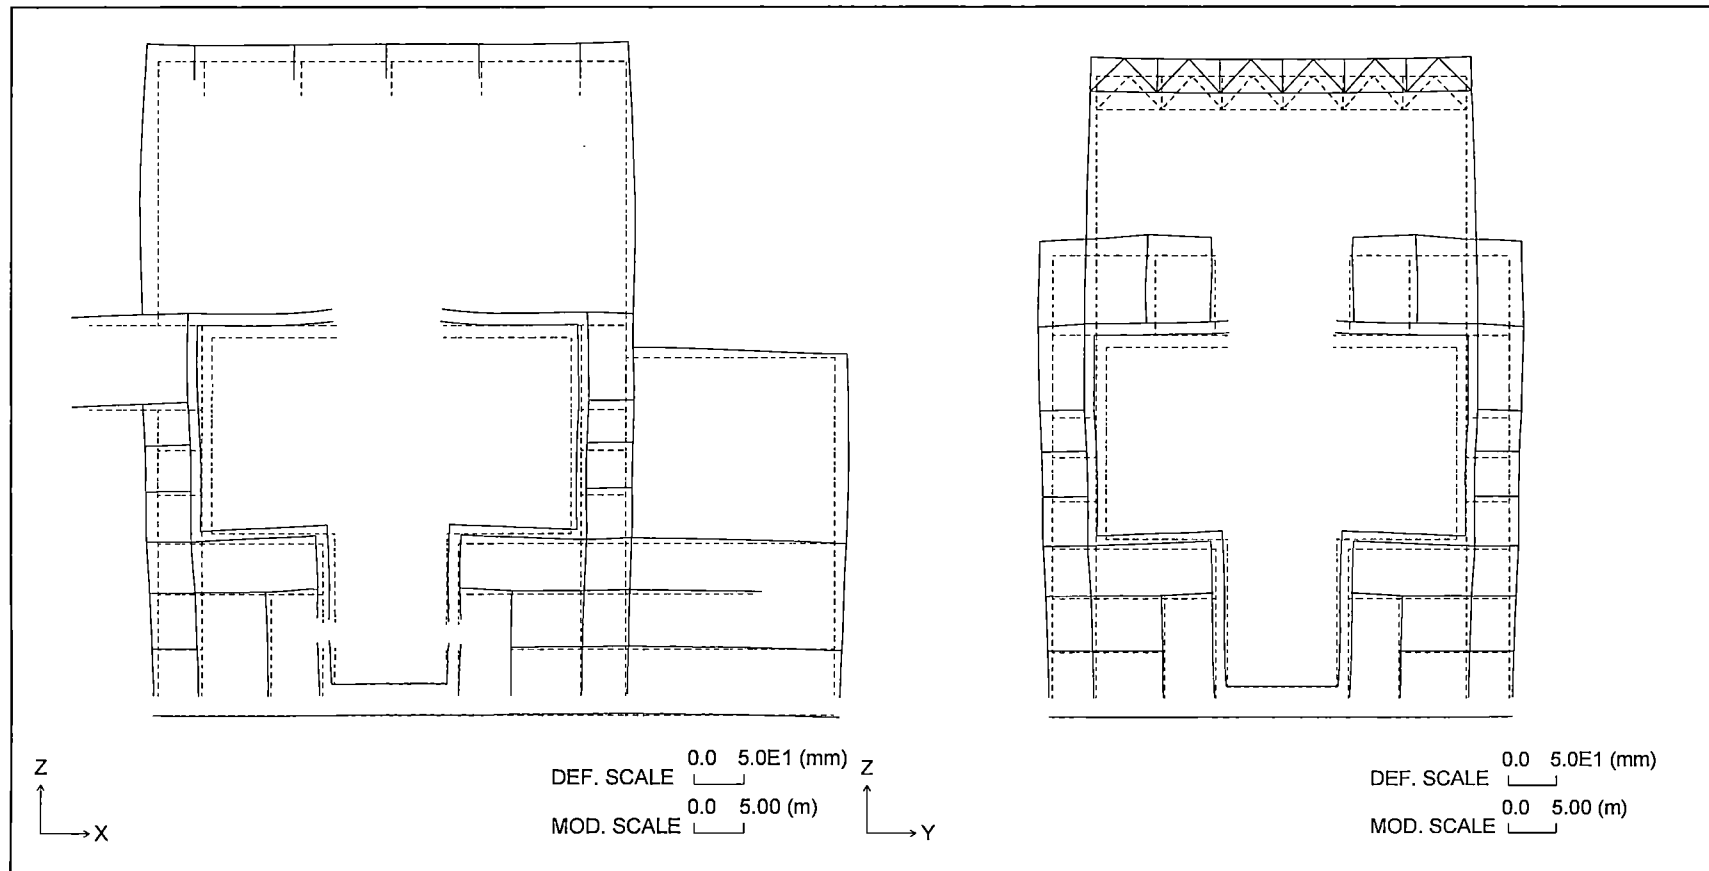 Z
X
0.0 5.0E1 (mm)
DEF. SCALE
0.0 5.00 (m)
MOD. SCALE
Z
Y
0.0 5.0E1 (mm)
DEF. SCALE
0.0 5.00 (m)
MOD. SCALE